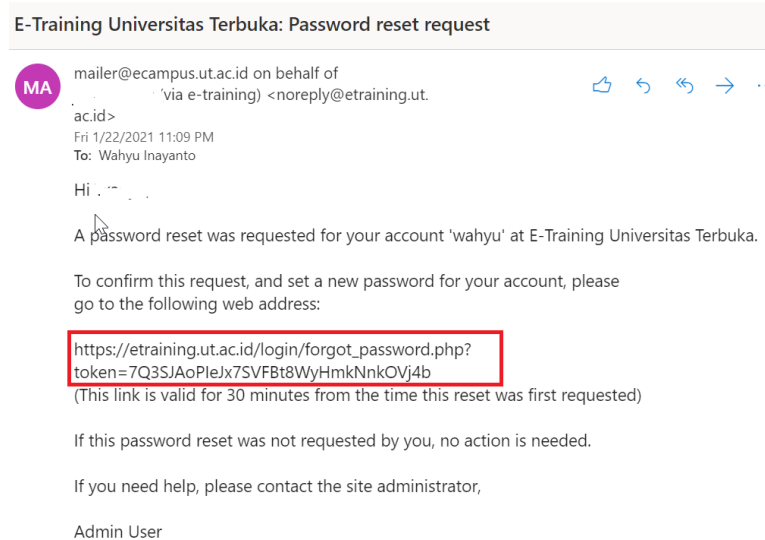 E-Training Universitas Terbuka: Password reset request
MA
mailer@ecampus.ut.ac.id on behalf of
via e-training) <noreply@etraining.ut.
ac.id>
Fri 1/22/2021 11:09 PM
To: Wahyu Inayanto
Hi
A password reset was requested for your account 'wahyu' at E-Training Universitas Terbuka.
To confirm this request, and set a new password for your account, please
go to the following web address:
https://etraining.ut.ac.id/login/forgot_password.php?
token=7Q3SJAoPIeJx7SVFBt8WyHmkNnkOVj4b
(This link is valid for 30 minutes from the time this reset was first requested)
If this password reset was not requested by you, no action is needed.
If you need help, please contact the site administrator,
Admin User